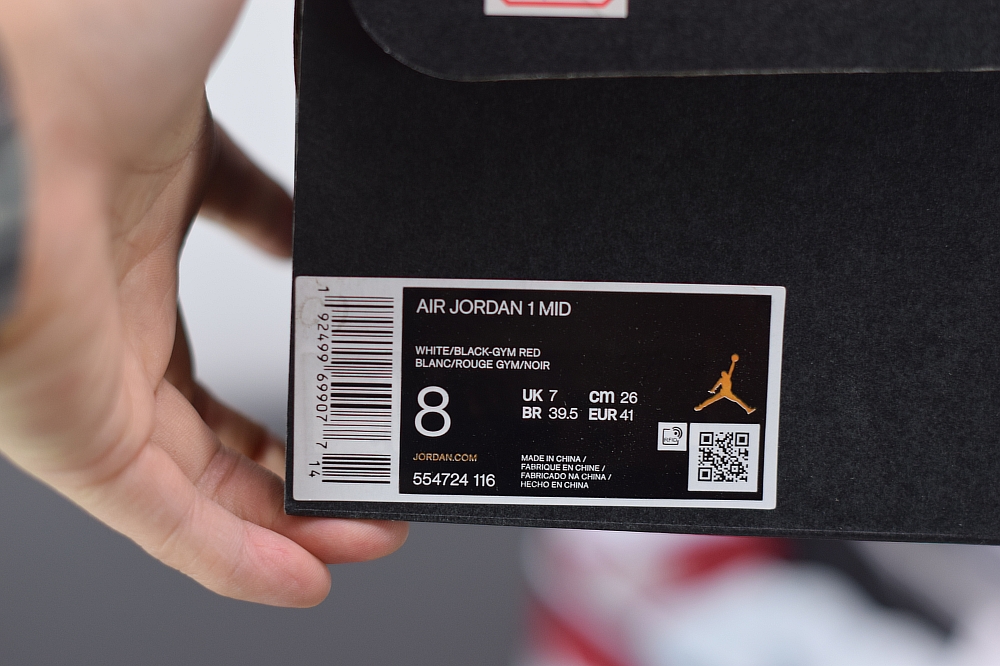 AIR JORDAN 1 MID
WHITE/BLACK-GYM RED
BLANC/ROUGE GYM/NOIR
8
UK 7 cm 26
BR 39.5 EUR 41
JORDAN.COM
554724 116
MADE IN CHINA /
FABRIQUE EN CHINE /
FABRICADO NA CHINA /
HECHO EN CHINA
RFID
1 92499 69907 7 14